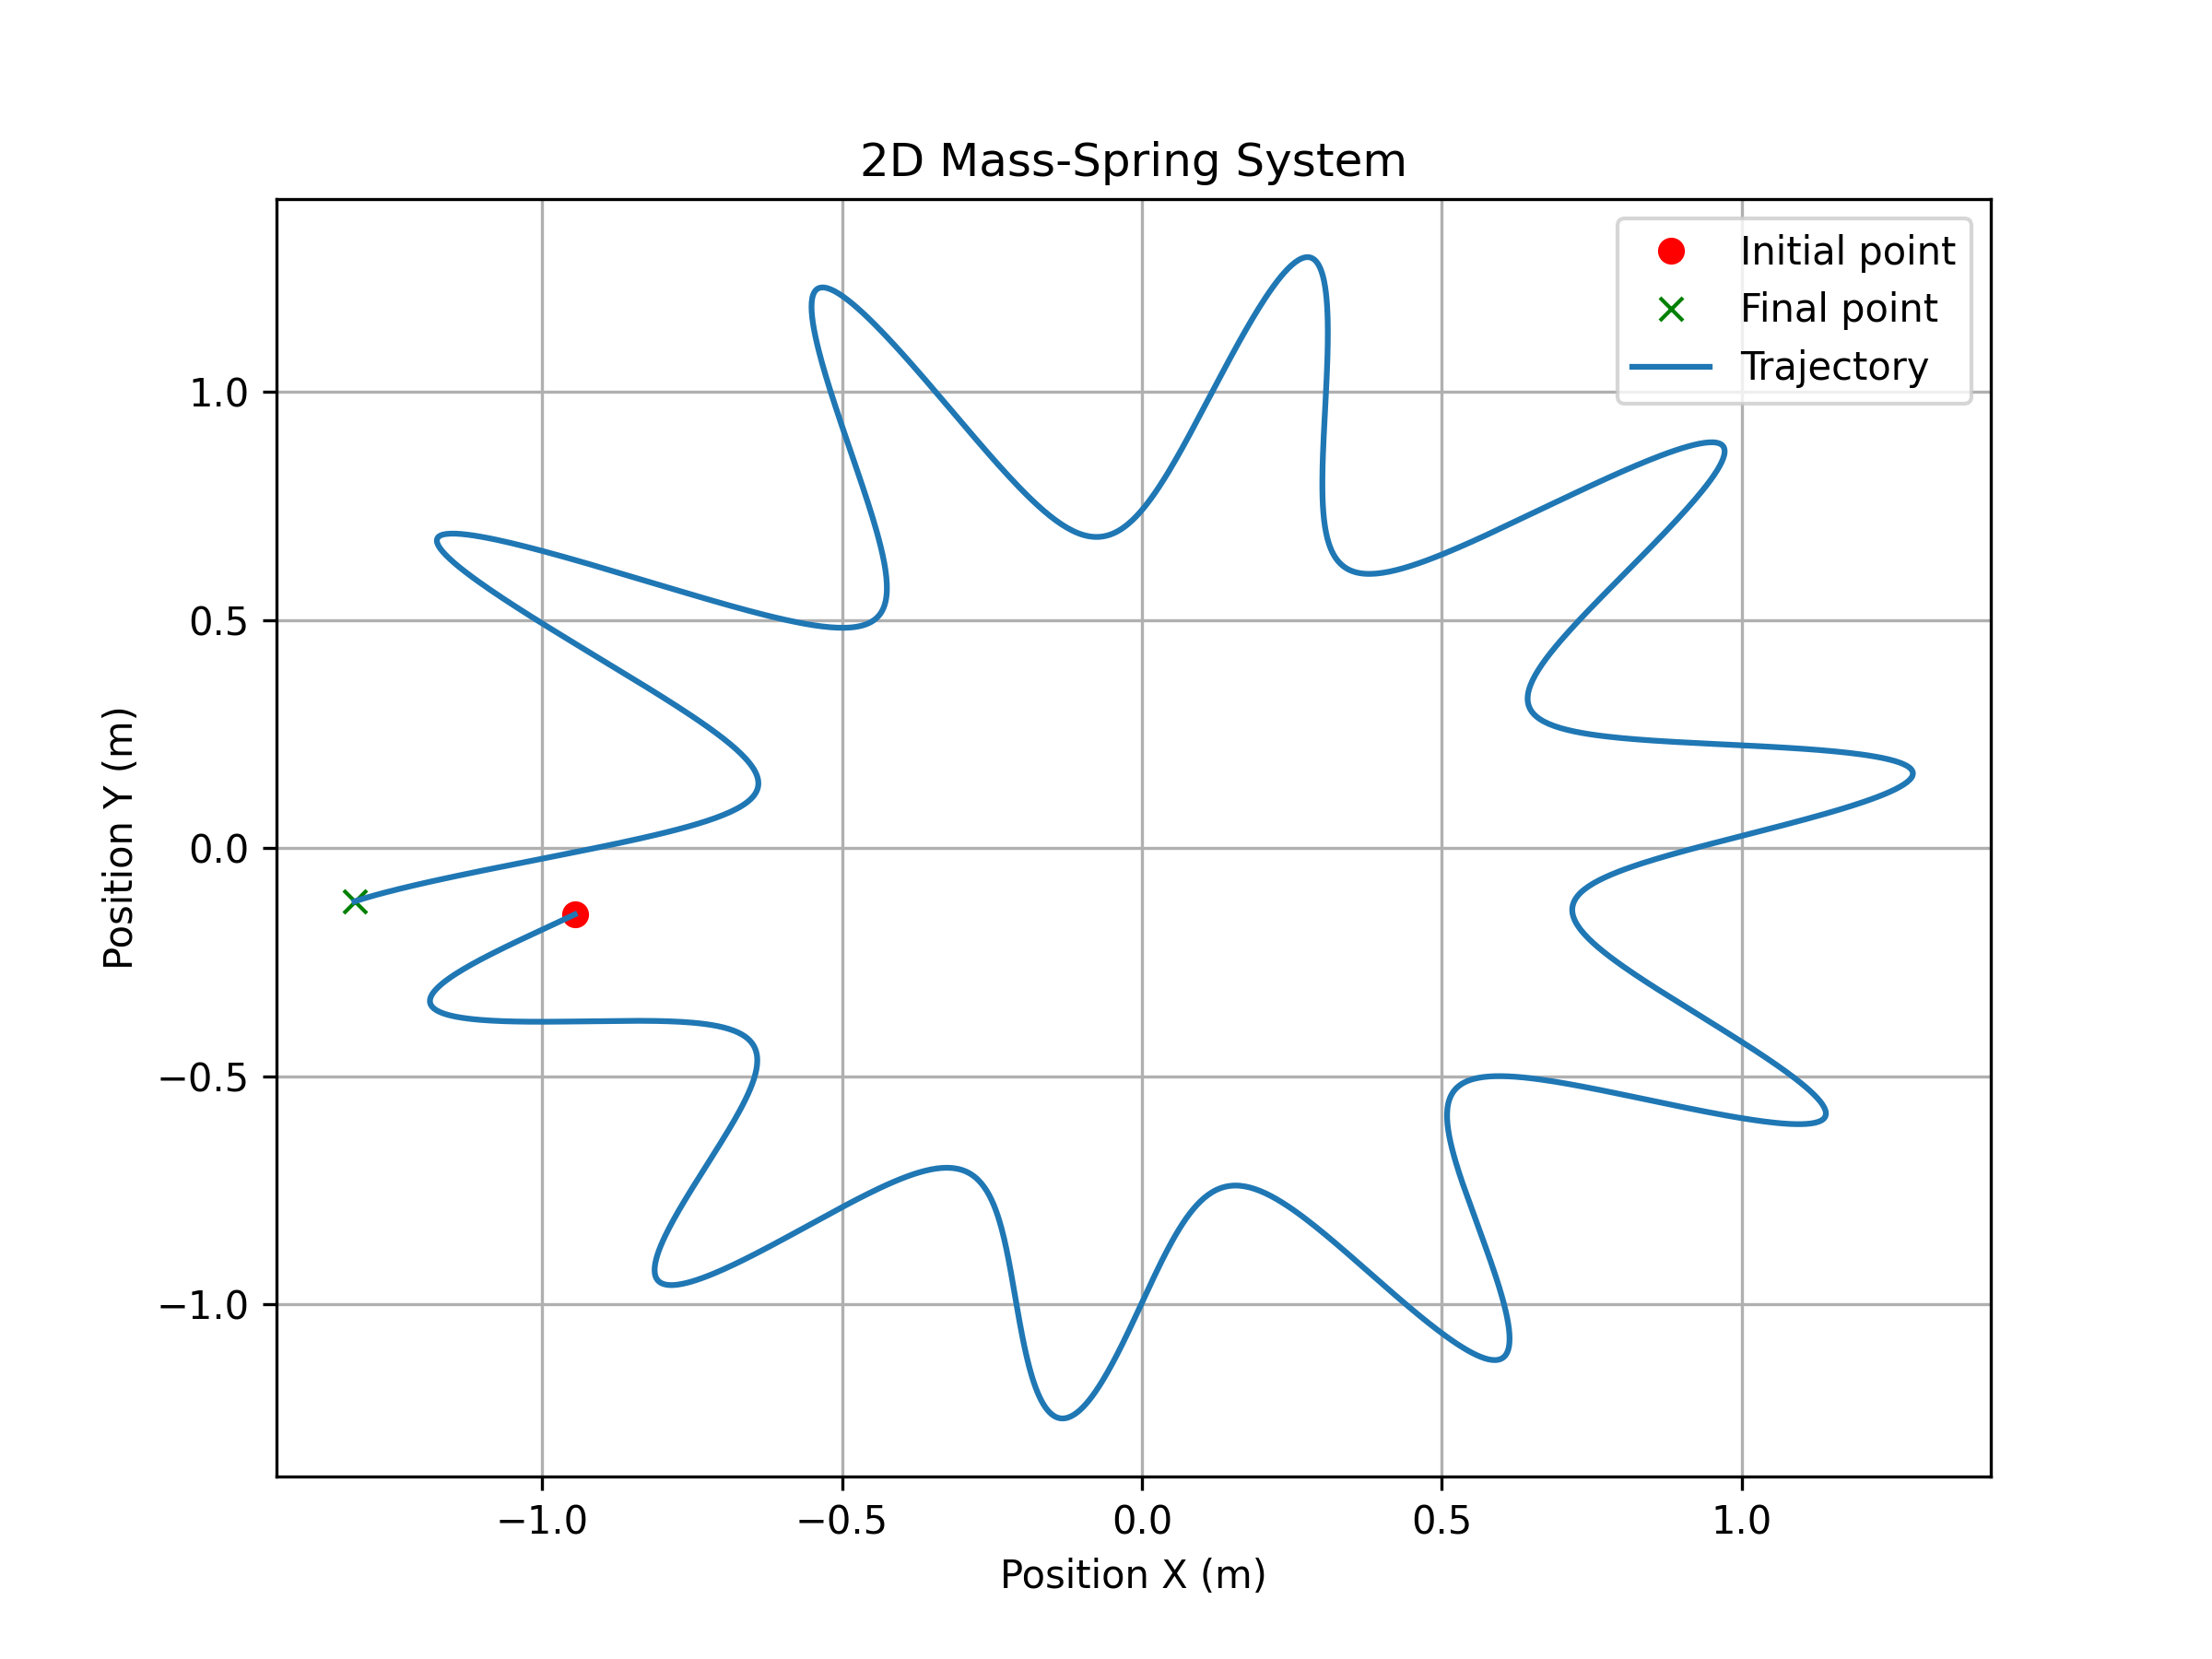 2D Mass-Spring System
Initial point
Final point
Trajectory
1.0
0.5
0.0
−0.5
−1.0
Position Y (m)
−1.0
−0.5
0.0
0.5
1.0
Position X (m)